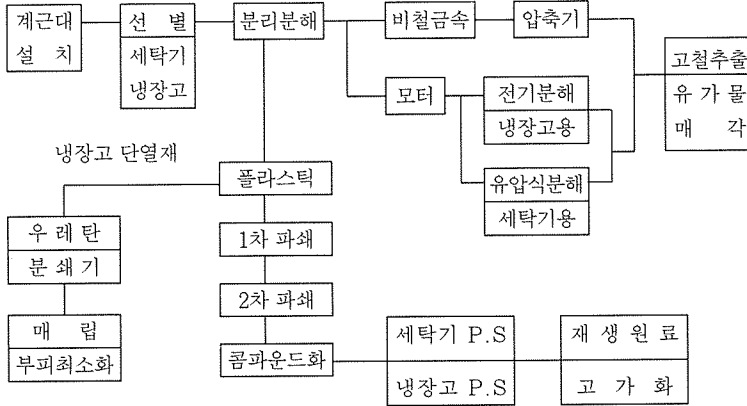 계근대
설 치
선 별
세탁기
냉장고
분리분해
비철금속
압축기
고철추출
유 가 물
매 각
모터
전기분해
냉장고용
유압식분해
세탁기용
냉장고 단열재
플라스틱
우 레 탄
분 쇄 기
1차 파쇄
2차 파쇄
매 립
부피최소화
콤파운드화
세탁기 P.S
냉장고 P.S
재 생 원 료
고 가 화